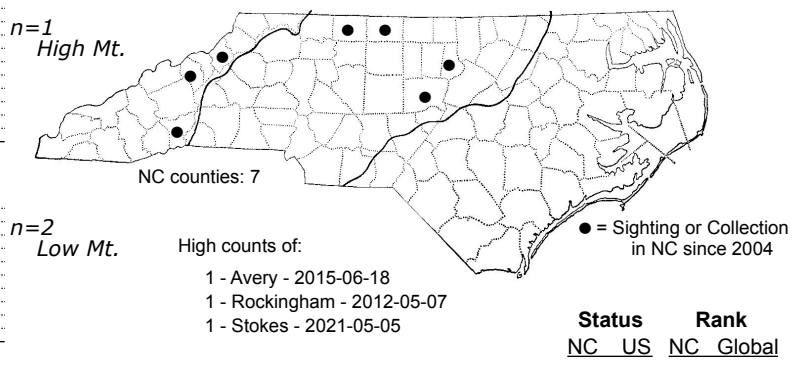 n=1
High Mt.
NC counties: 7
n=2
Low Mt.
High counts of:
1 - Avery - 2015-06-18
1 - Rockingham - 2012-05-07
1 - Stokes - 2021-05-05
● = Sighting or Collection
in NC since 2004
Status Rank
NC US NC Global